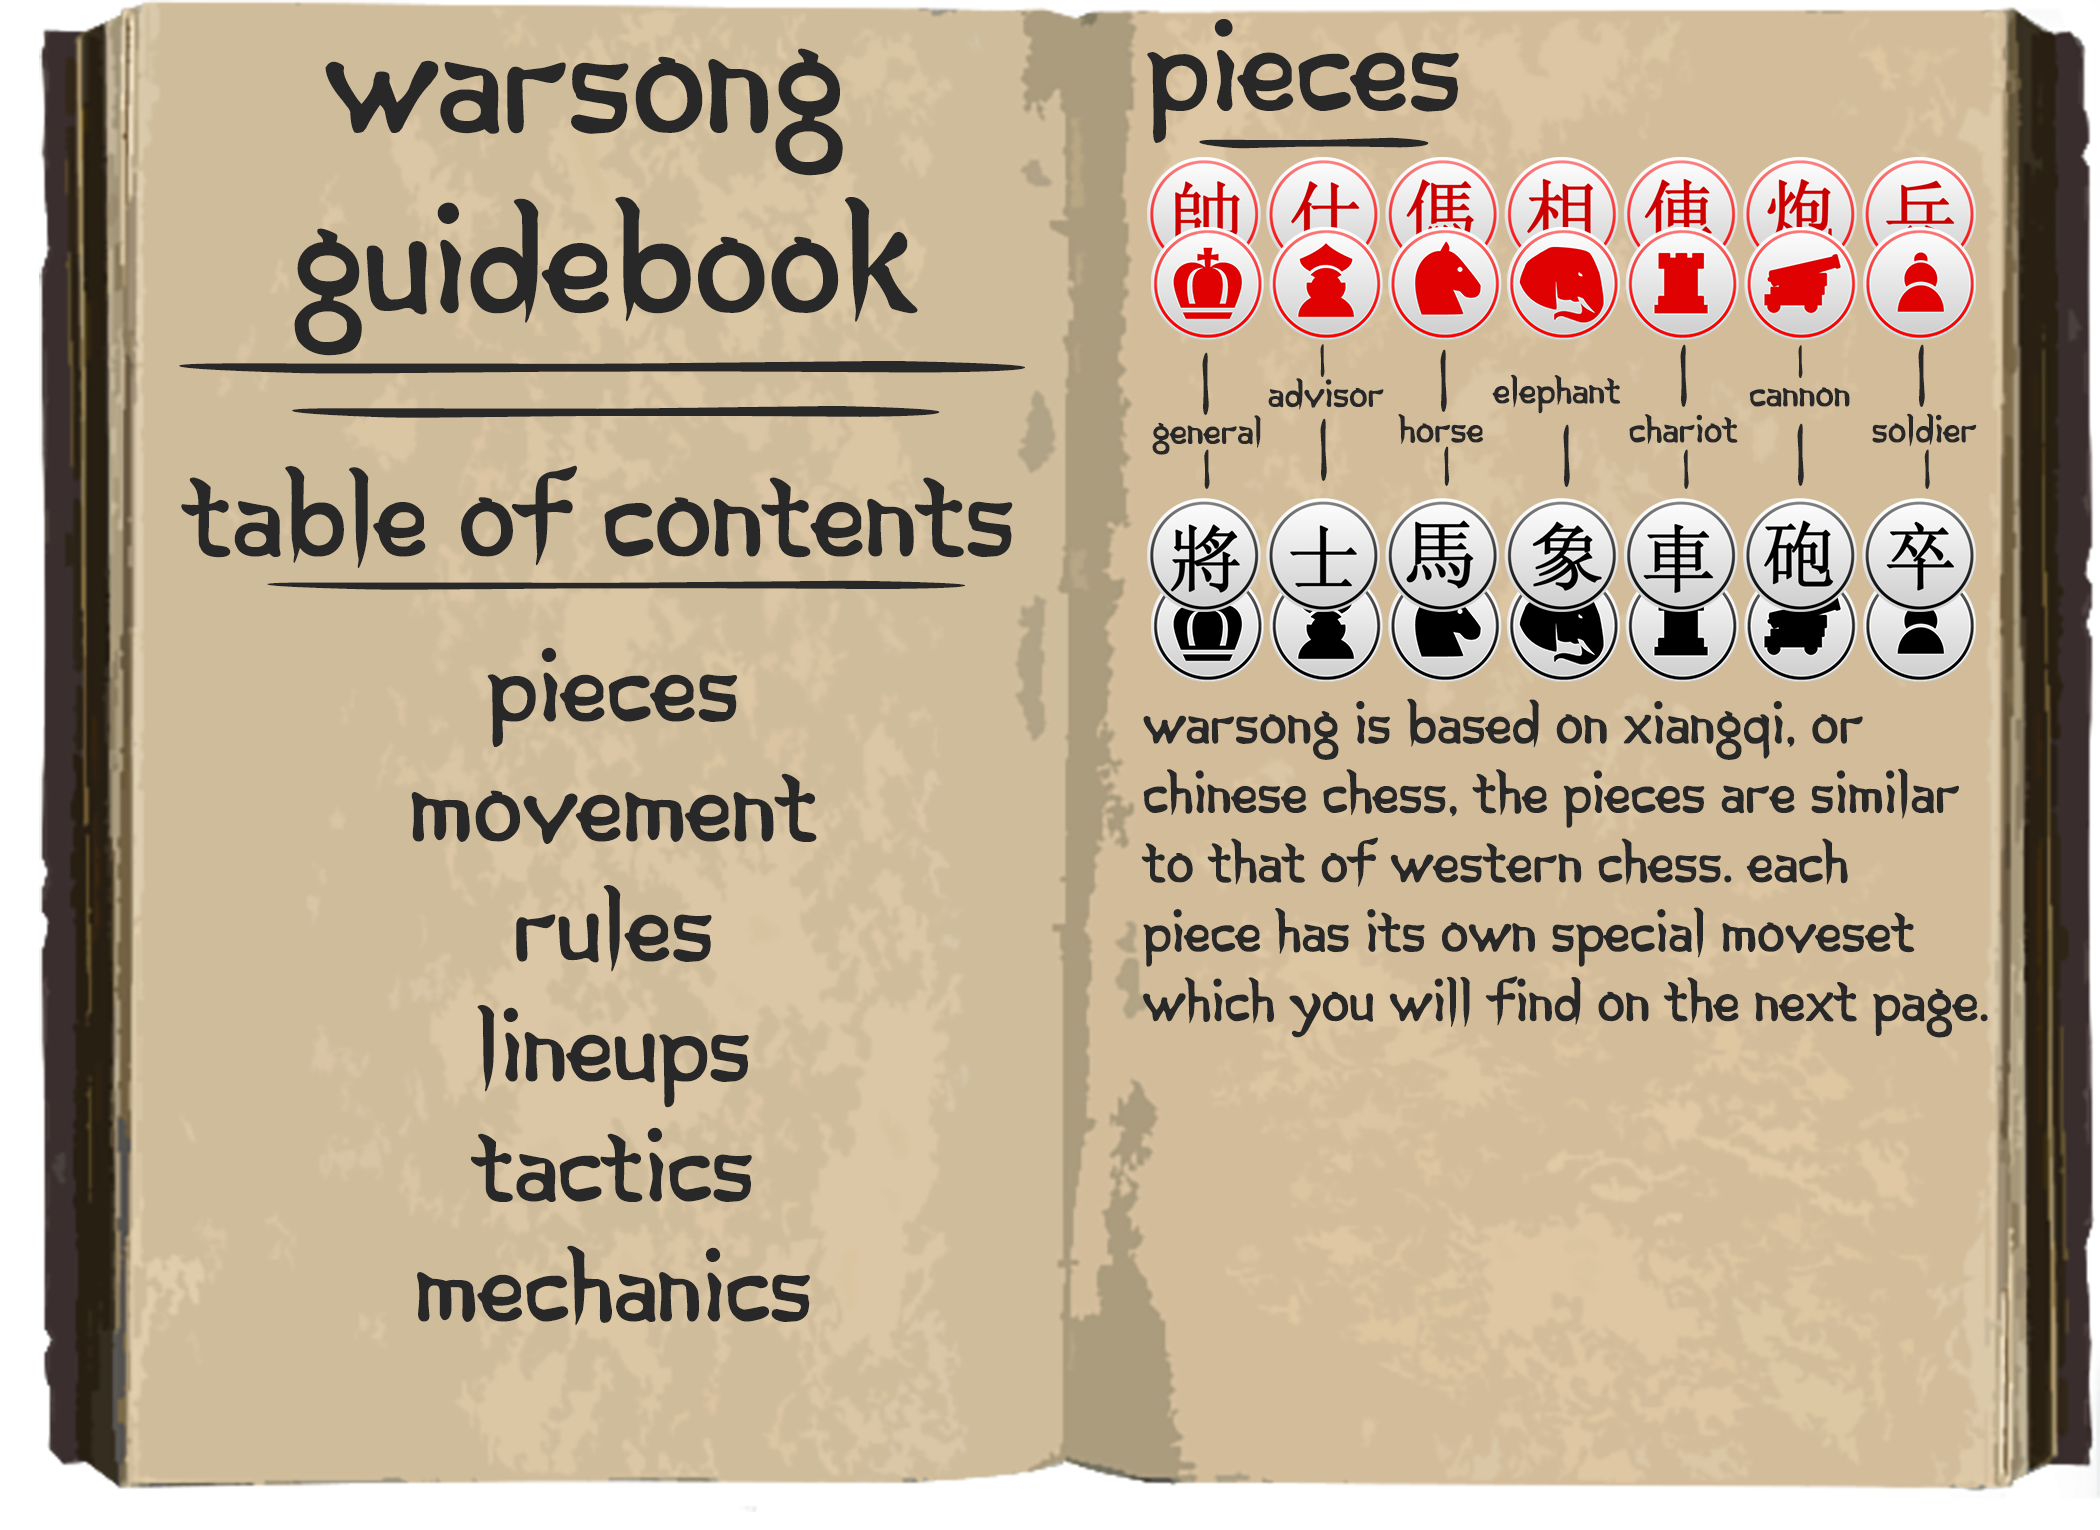 warsong
guidebook
table of contents
pieces
movement
rules
lineups
tactics
mechanics
pieces
帥 仕 傌 相 俥 炮 兵
general advisor horse elephant chariot cannon soldier
將 士 馬 象 車 砲 卒
warsong is based on xiangqi, or
chinese chess, the pieces are similar
to that of western chess. each
piece has its own special moveset
which you will find on the next page.